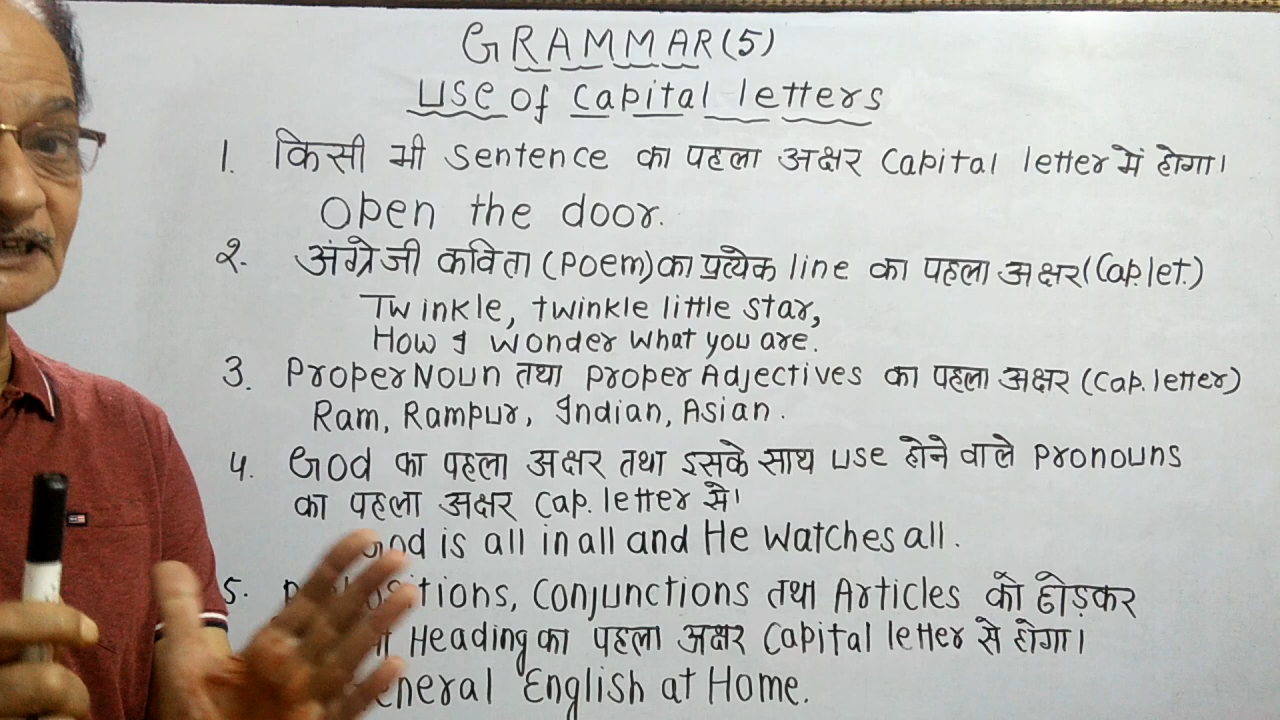 GRAMMAR(5)
Use of Capital letters
1. किसी भी Sentence का पहला अक्षर Capital letter में होगा।
Open the door.
२. अंग्रेजी कविता (Poem) का प्रत्येक line का पहला अक्षर (Cap.let.)
Twinkle, twinkle little star,
How I wonder what you are.
3. Proper Noun तथा Proper Adjectives का पहला अक्षर (Cap. letter)
Ram, Rampur, Indian, Asian.
4. God का पहला अक्षर तथा इसके साथ use होने वाले Pronouns
का पहला अक्षर Cap. letter से।
God is all in all and He watches all.
5. Conjunctions तथा Articles को छोड़कर
Heading का पहला अक्षर Capital letter से होगा।
General English at Home.